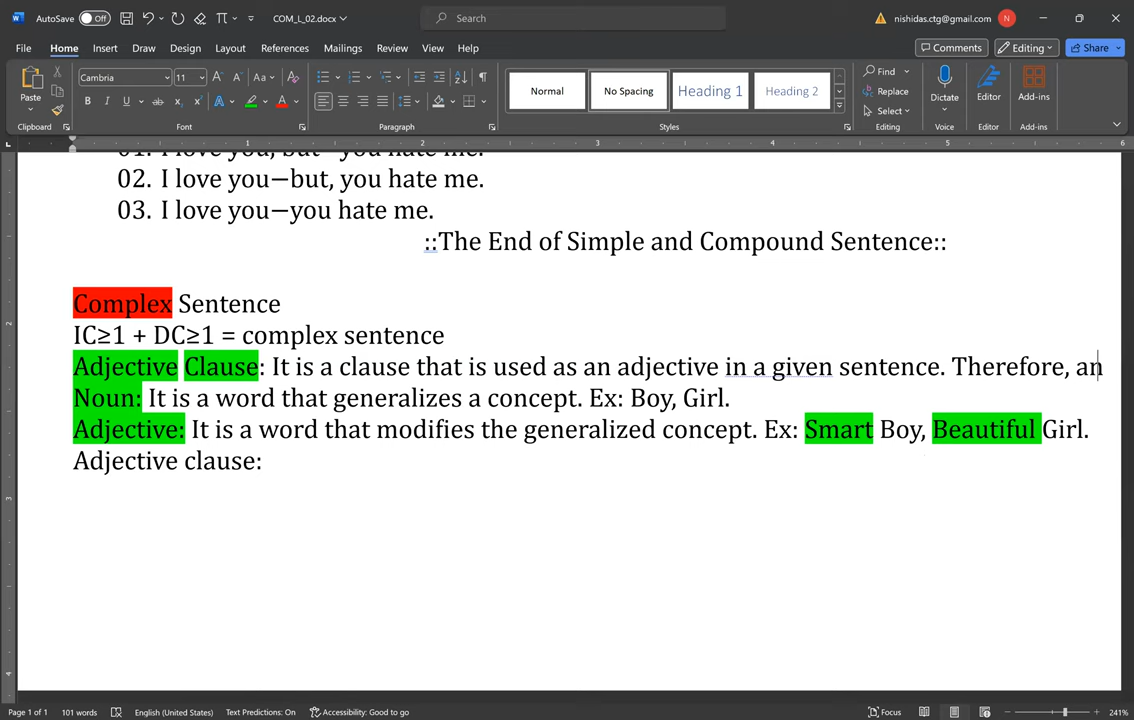 AutoSave Off COM_L_02.docx Search nishidas.ctg@gmail.com N
File Home Insert Draw Design Layout References Mailings Review View Help Comments Editing Share
Paste Cambria 11 Aa Normal No Spacing Heading 1 Heading 2 Find Replace Select Dictate Editor Add-ins
Clipboard Font Paragraph Styles Editing Voice Editor Add-ins
1 2 3 4 5 6
02. I love you—but, you hate me.
03. I love you—you hate me.
::The End of Simple and Compound Sentence::
Complex Sentence
IC≥1 + DC≥1 = complex sentence
Adjective Clause: It is a clause that is used as an adjective in a given sentence. Therefore, an
Noun: It is a word that generalizes a concept. Ex: Boy, Girl.
Adjective: It is a word that modifies the generalized concept. Ex: Smart Boy, Beautiful Girl.
Adjective clause:
Page 1 of 1 101 words English (United States) Text Predictions: On Accessibility: Good to go Focus 241%